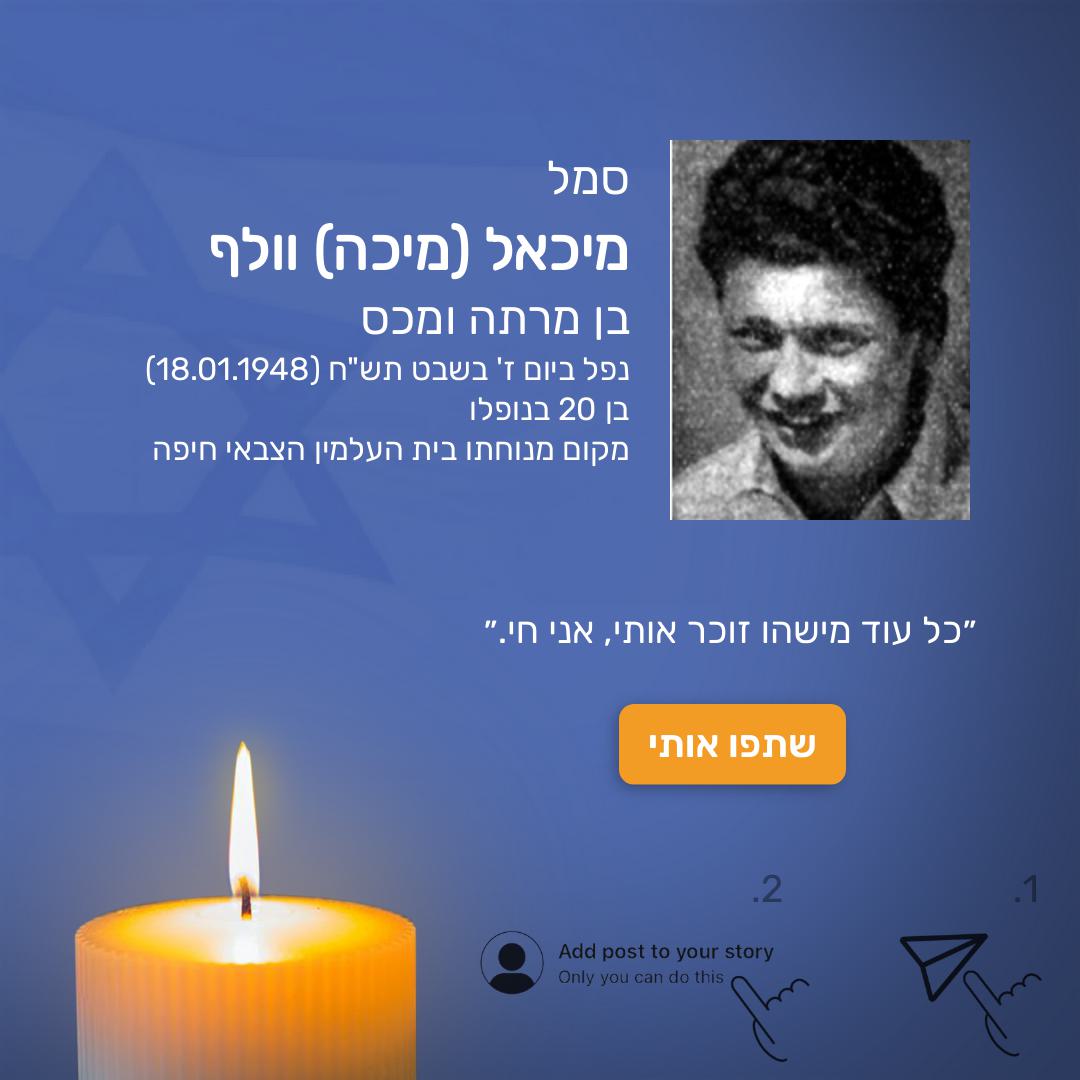 סמל
מיכאל (מיכה) וולף
בן מרתה ומכס
נפל ביום ז' בשבט תש"ח (18.01.1948)
בן 20 בנופלו
מקום מנוחתו בית העלמין הצבאי חיפה
״כל עוד מישהו זוכר אותי, אני חי.״
שתפו אותי
.1
.2
Add post to your story
Only you can do this